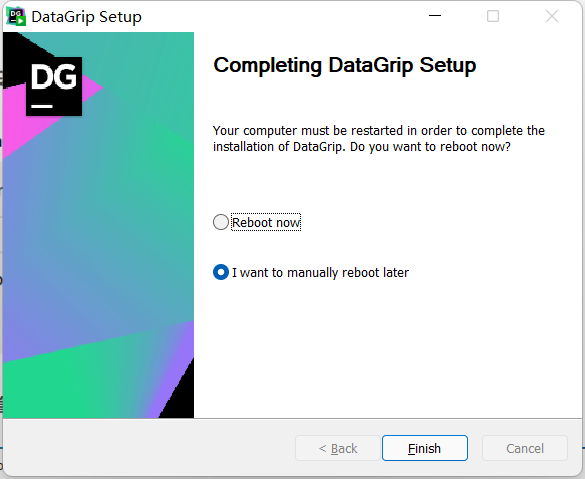 DataGrip Setup
DG
Completing DataGrip Setup
Your computer must be restarted in order to complete the
installation of DataGrip. Do you want to reboot now?
Reboot now
I want to manually reboot later
< Back
Finish
Cancel